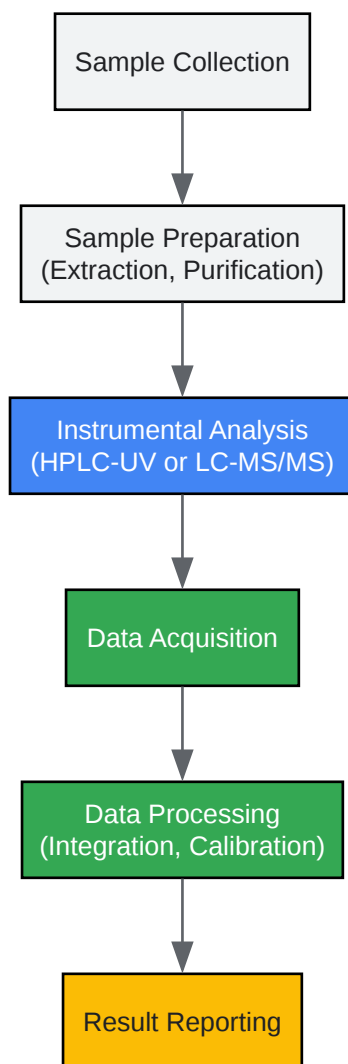 Sample Collection
Sample Preparation
(Extraction, Purification)
Instrumental Analysis
(HPLC-UV or LC-MS/MS)
Data Acquisition
Data Processing
(Integration, Calibration)
Result Reporting